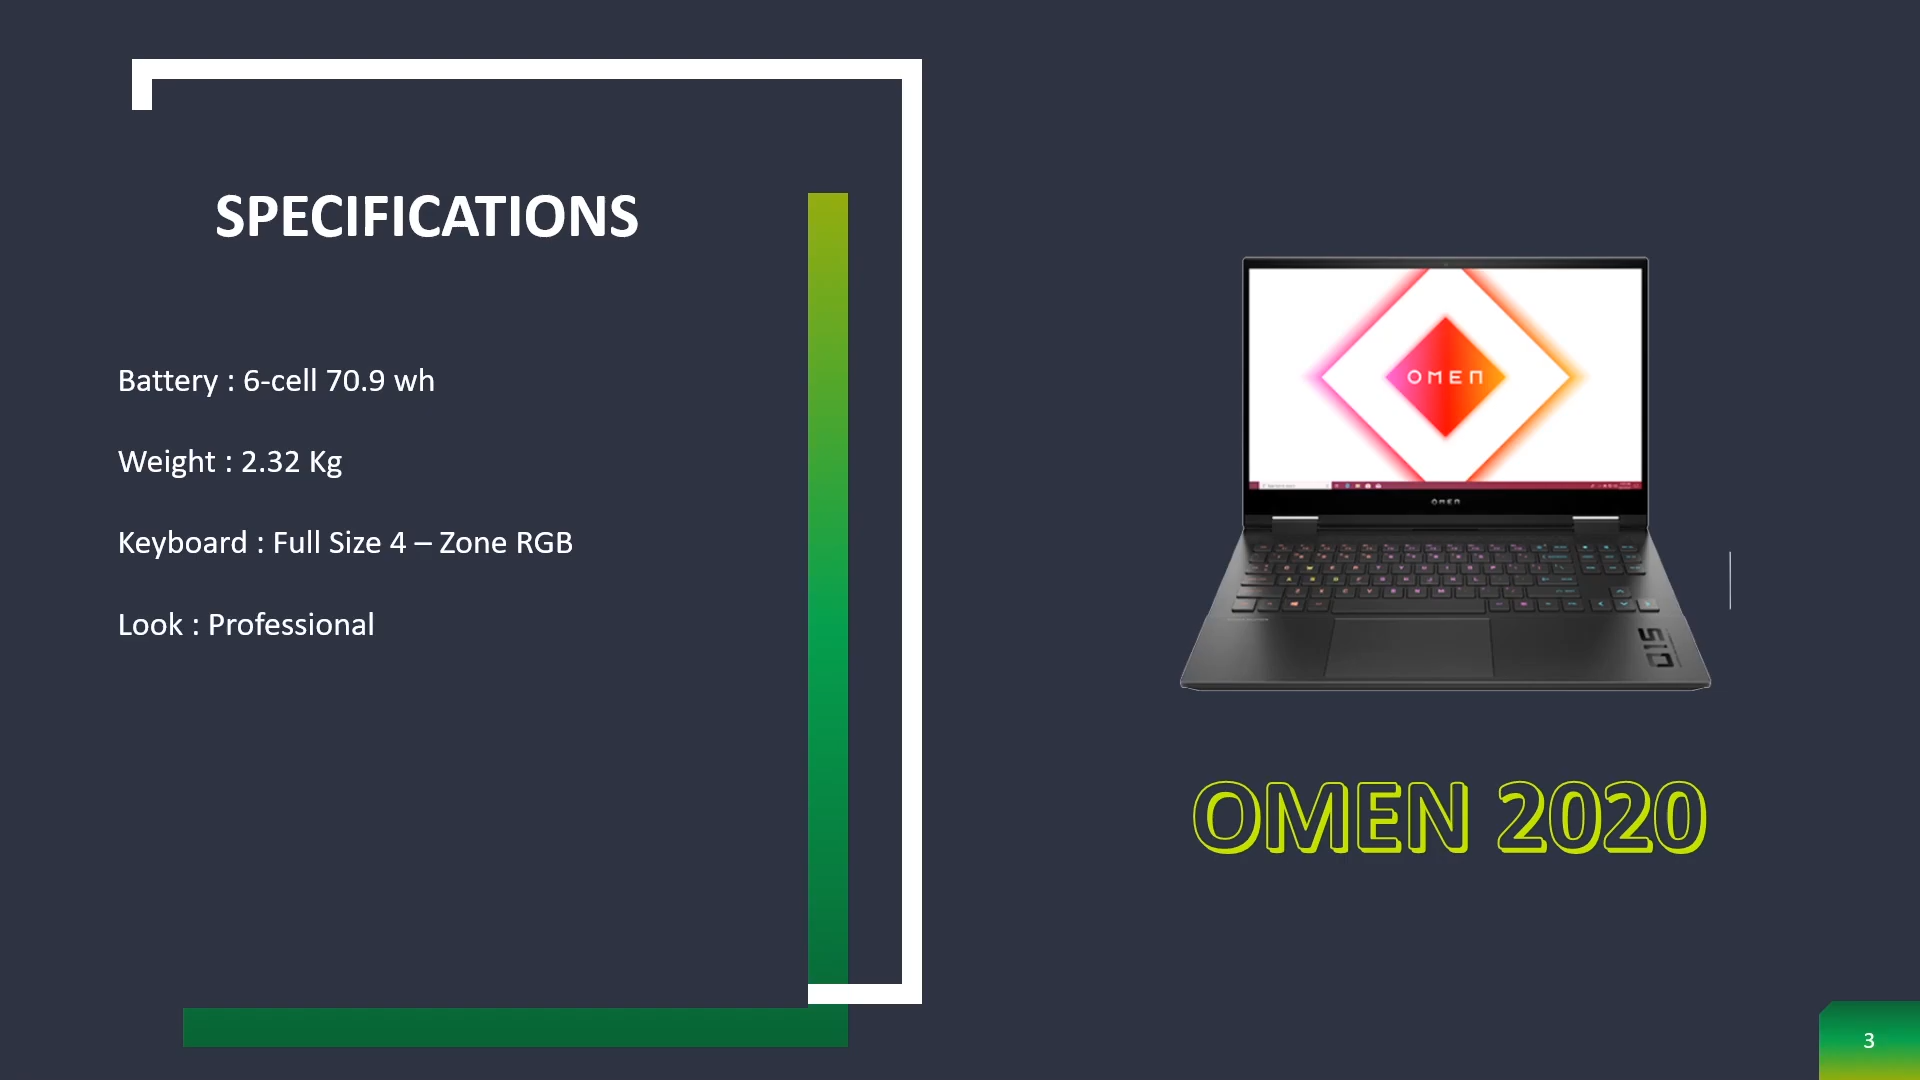 SPECIFICATIONS
Battery : 6-cell 70.9 wh
Weight : 2.32 Kg
Keyboard : Full Size 4 – Zone RGB
Look : Professional
OMEN
OMEN
15
OMEN 2020
3